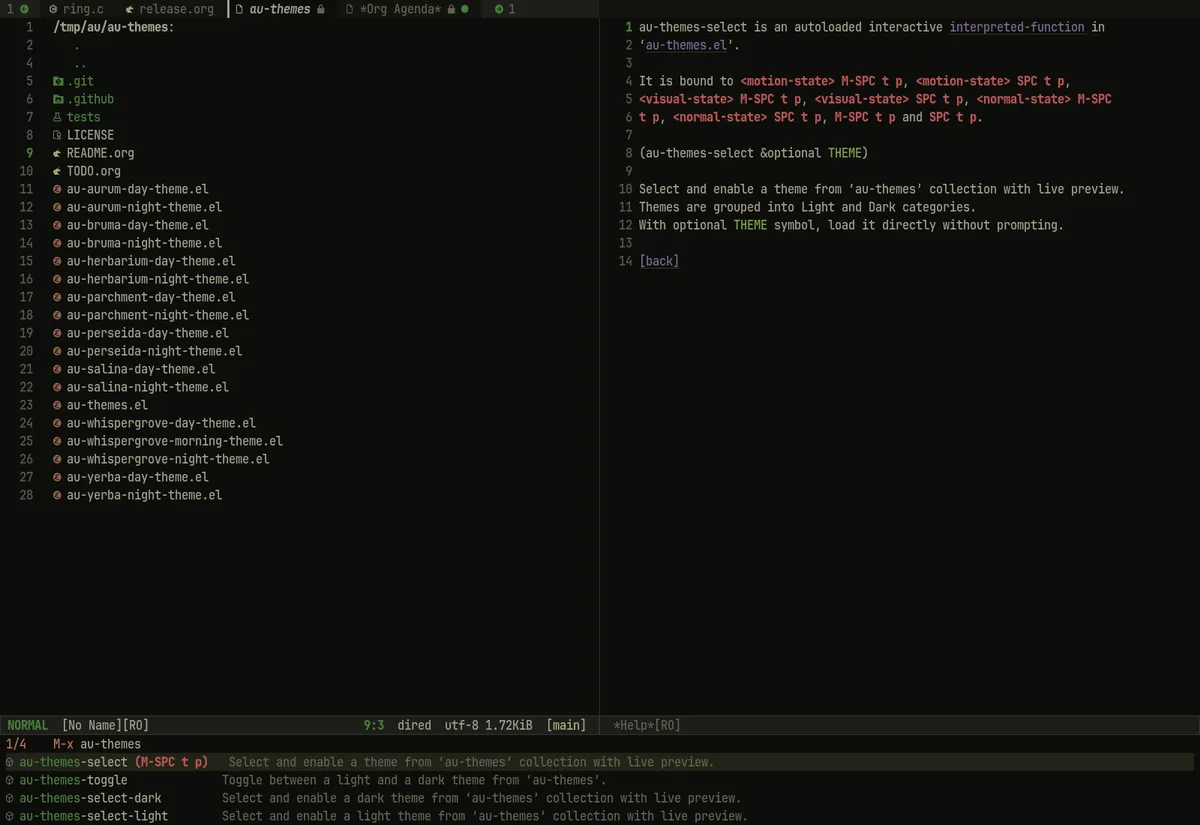 1 ring.c release.org au-themes *Org Agenda* 1
1 /tmp/au/au-themes:
2 .
4 ..
5 .git
6 .github
7 tests
8 LICENSE
9 README.org
10 TODO.org
11 au-aurum-day-theme.el
12 au-aurum-night-theme.el
13 au-bruma-day-theme.el
14 au-bruma-night-theme.el
15 au-herbarium-day-theme.el
16 au-herbarium-night-theme.el
17 au-parchment-day-theme.el
18 au-parchment-night-theme.el
19 au-perseida-day-theme.el
20 au-perseida-night-theme.el
21 au-salina-day-theme.el
22 au-salina-night-theme.el
23 au-themes.el
24 au-whispergrove-day-theme.el
25 au-whispergrove-morning-theme.el
26 au-whispergrove-night-theme.el
27 au-yerba-day-theme.el
28 au-yerba-night-theme.el
1 au-themes-select is an autoloaded interactive interpreted-function in
2 ‘au-themes.el’.
3
4 It is bound to <motion-state> M-SPC t p, <motion-state> SPC t p,
5 <visual-state> M-SPC t p, <visual-state> SPC t p, <normal-state> M-SPC
6 t p, <normal-state> SPC t p, M-SPC t p and SPC t p.
7
8 (au-themes-select &optional THEME)
9
10 Select and enable a theme from ‘au-themes’ collection with live preview.
11 Themes are grouped into Light and Dark categories.
12 With optional THEME symbol, load it directly without prompting.
13
14 [back]
NORMAL [No Name][RO] 9:3 dired utf-8 1.72KiB [main] *Help*[RO]
1/4 M-x au-themes
au-themes-select (M-SPC t p) Select and enable a theme from ‘au-themes’ collection with live preview.
au-themes-toggle Toggle between a light and a dark theme from ‘au-themes’.
au-themes-select-dark Select and enable a dark theme from ‘au-themes’ collection with live preview.
au-themes-select-light Select and enable a light theme from ‘au-themes’ collection with live preview.